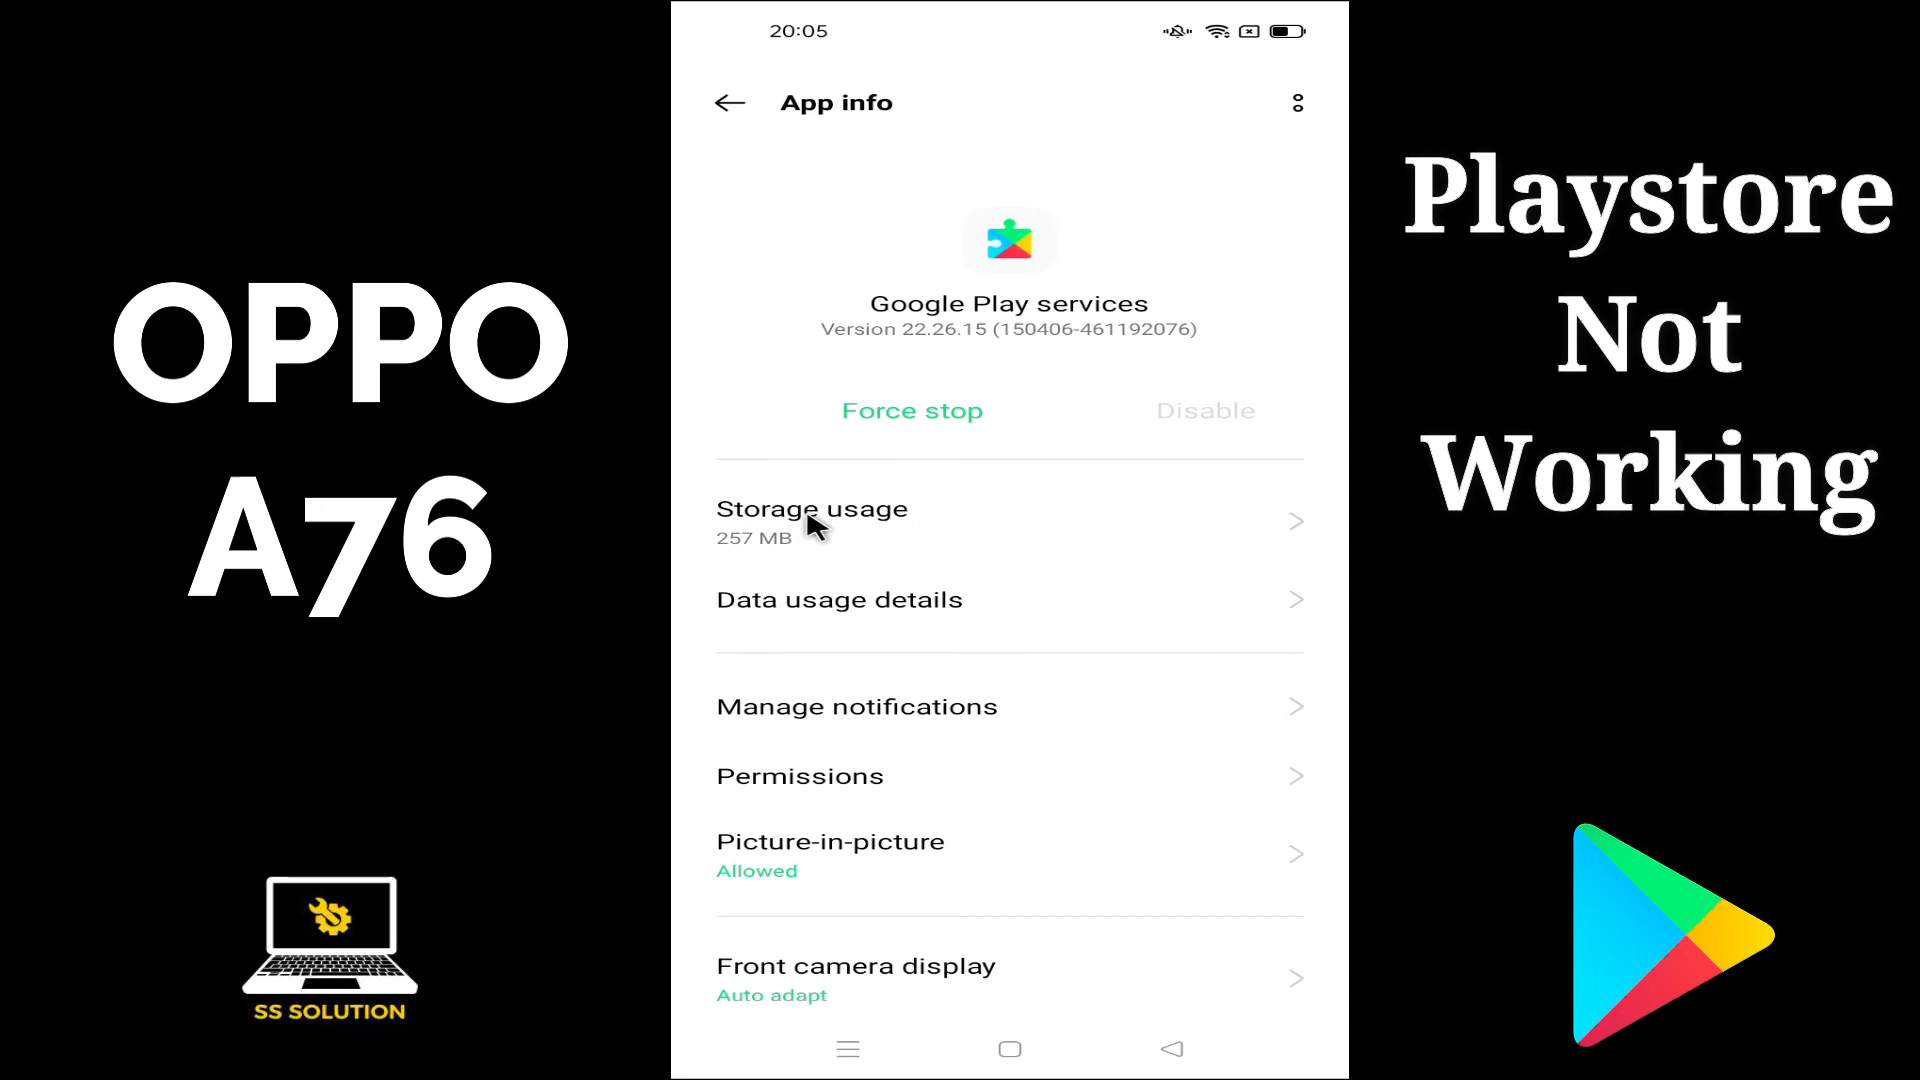 OPPO
A76
SS SOLUTION
20:05
App info
Google Play services
Version 22.26.15 (150406-461192076)
Force stop
Disable
Storage usage
257 MB
Data usage details
Manage notifications
Permissions
Picture-in-picture
Allowed
Front camera display
Auto adapt
Playstore
Not
Working